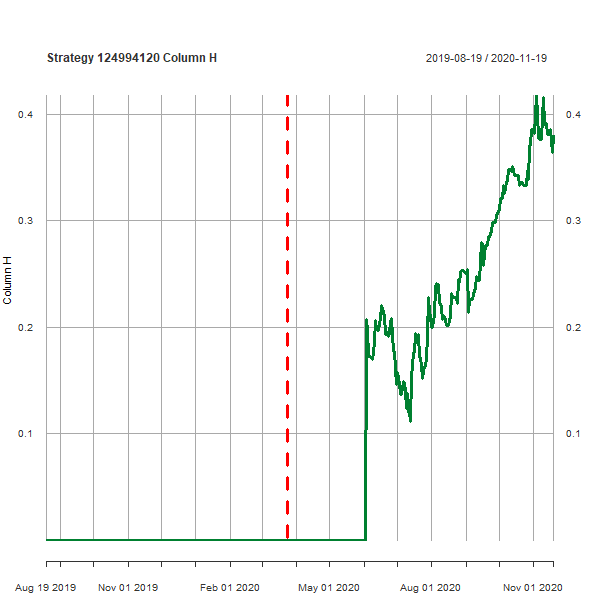 Strategy 124994120 Column H
2019-08-19 / 2020-11-19
0.4
0.4
0.3
0.3
0.2
0.2
0.1
0.1
Column H
Aug 19 2019
Nov 01 2019
Feb 01 2020
May 01 2020
Aug 01 2020
Nov 01 2020